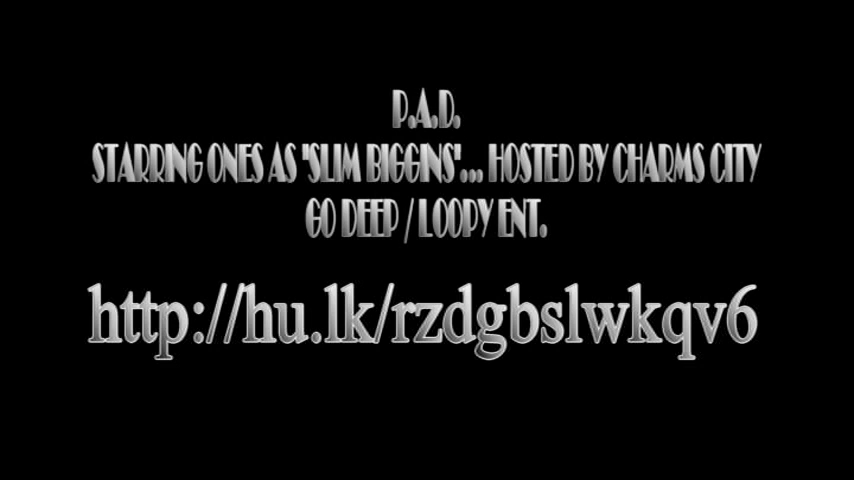 P.A.D.
STARRING ONES AS "SLIM BIGGINS"... HOSTED BY CHARMS CITY
GO DEEP / LOOPY ENT.
http://hu.lk/rzdgbslwkqv6